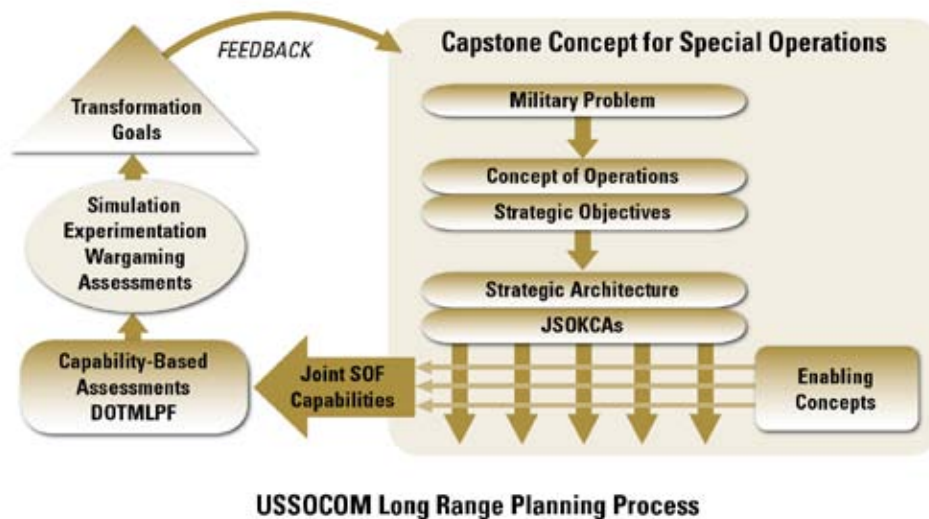 FEEDBACK
Capstone Concept for Special Operations
Transformation
Goals
Military Problem
Concept of Operations
Simulation
Experimentation
Wargaming
Assessments
Strategic Objectives
Strategic Architecture
JSOKCAs
Capability-Based
Assessments
DOTMLPF
Joint SOF
Capabilities
Enabling
Concepts
USSOCOM Long Range Planning Process